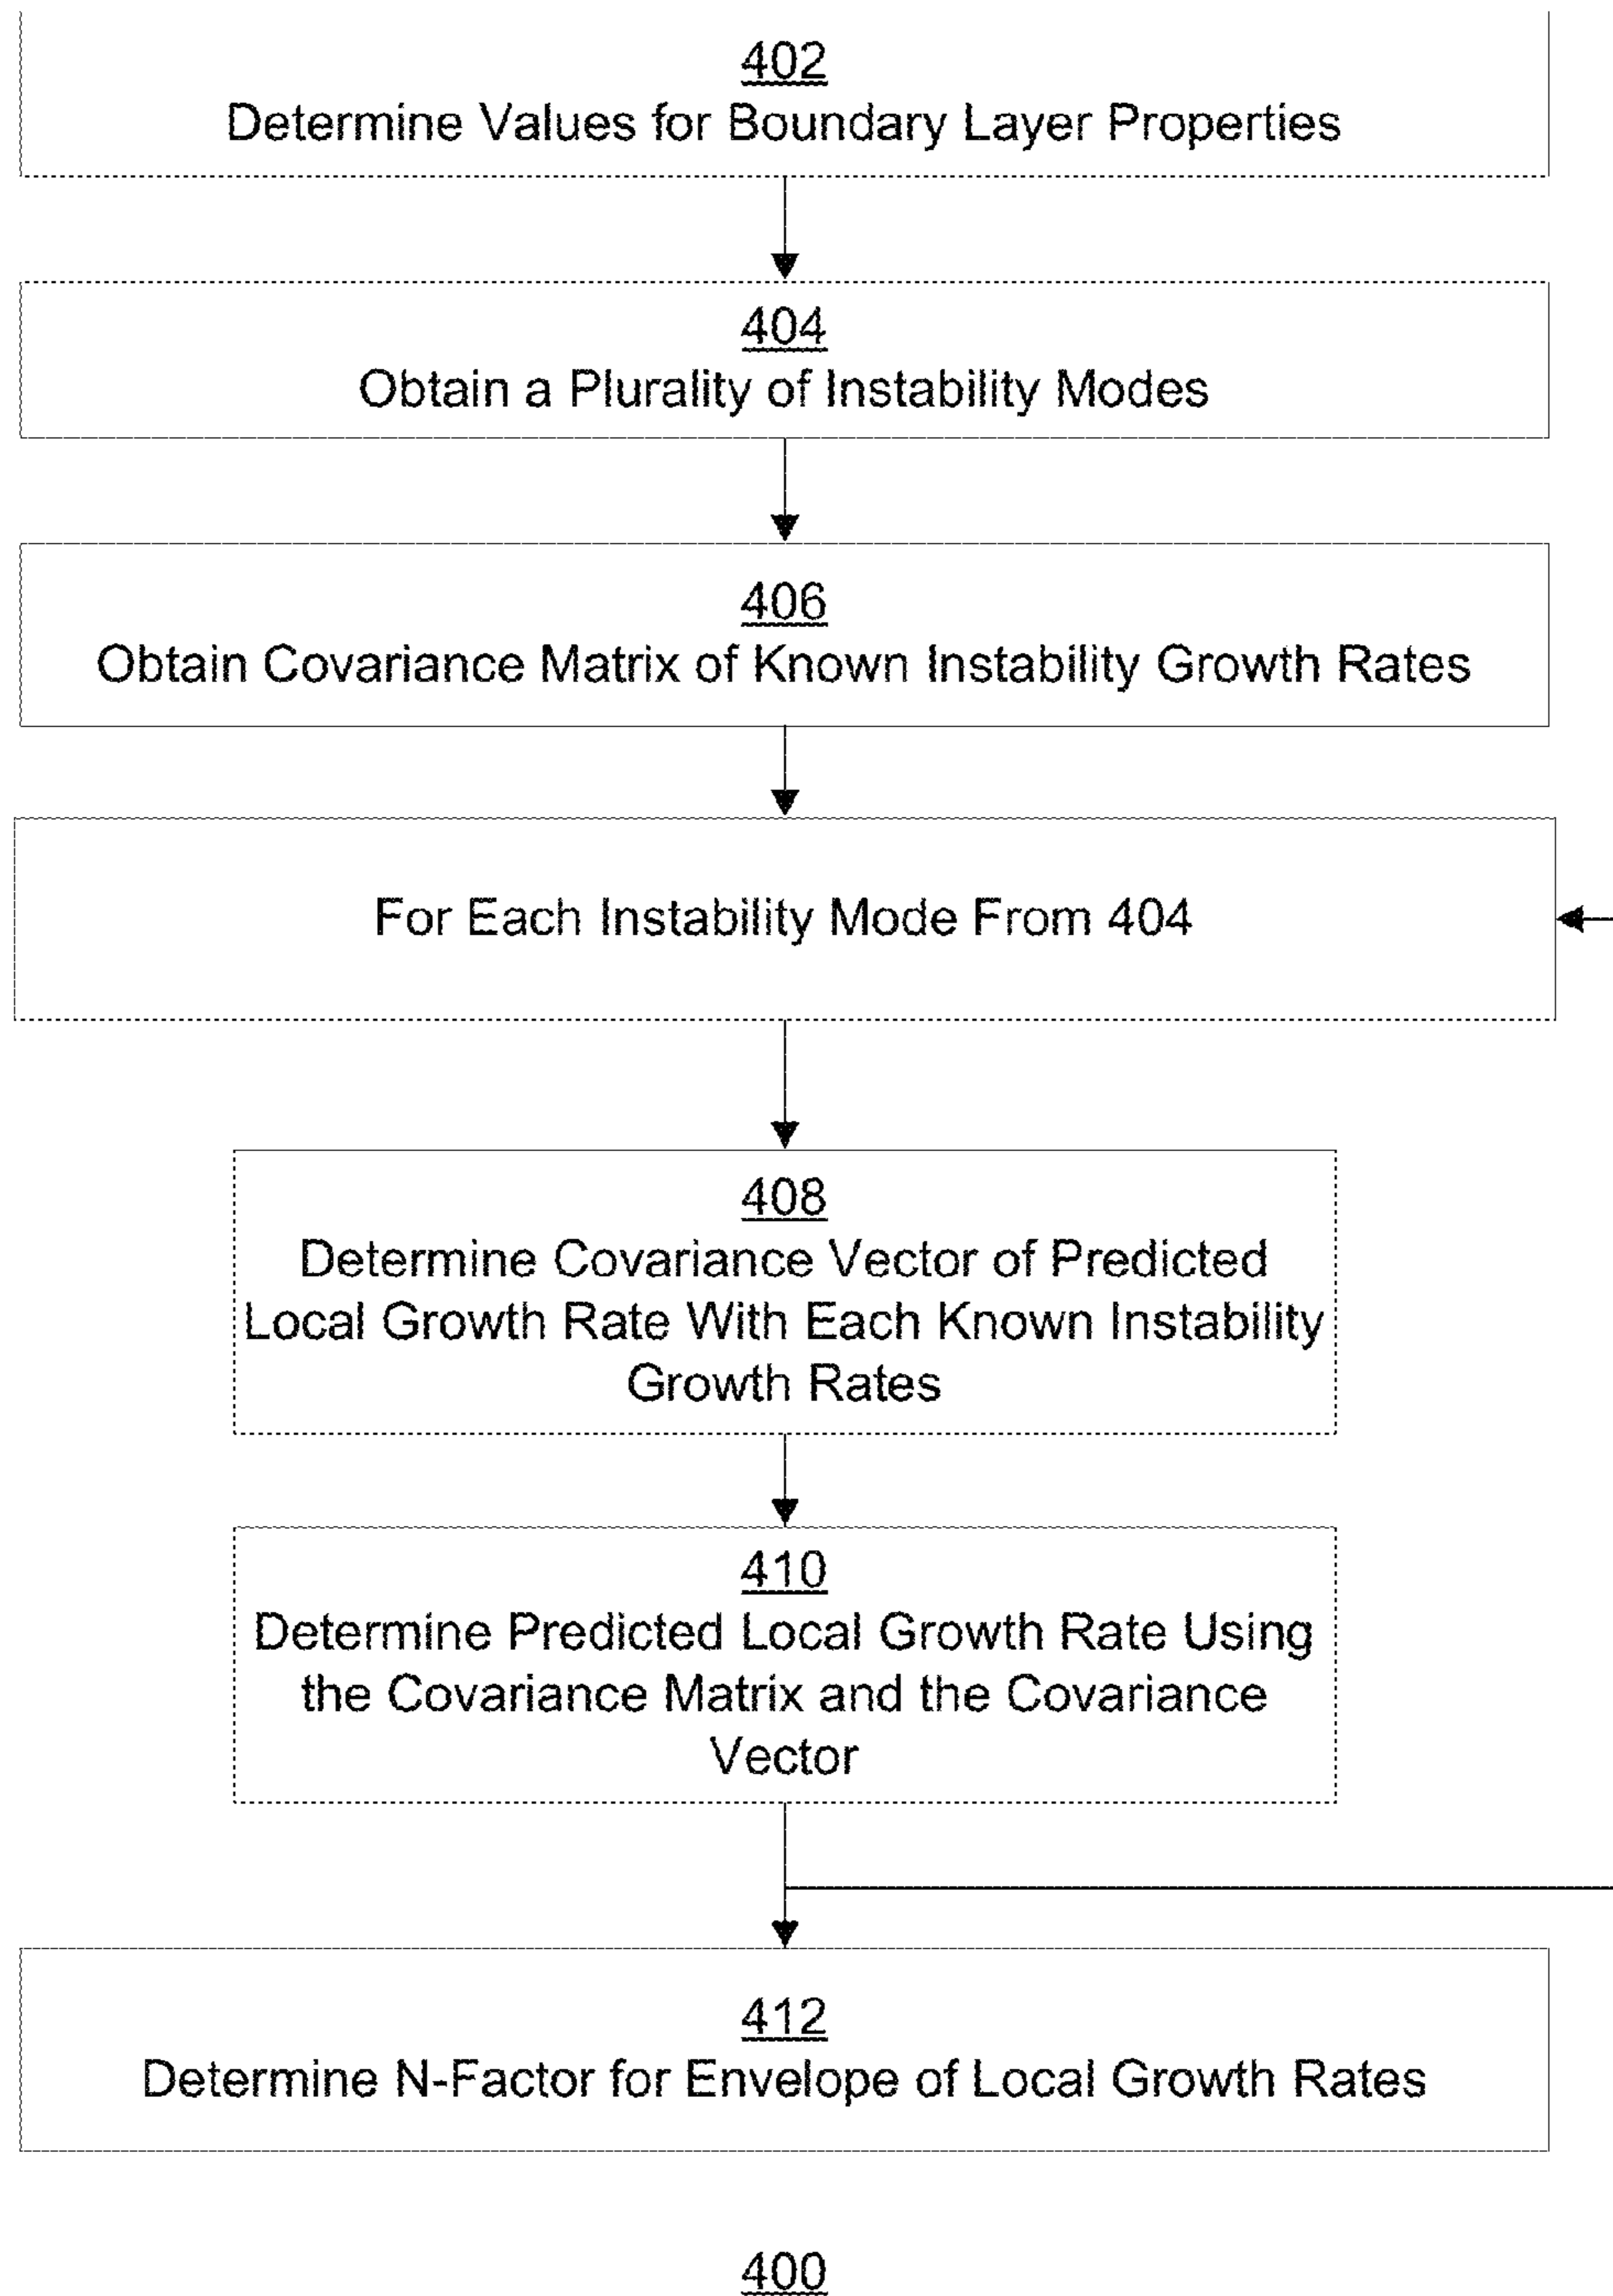 402
Determine Values for Boundary Layer Properties
404
Obtain a Plurality of Instability Modes
406
Obtain Covariance Matrix of Known Instability Growth Rates
For Each Instability Mode From 404
408
Determine Covariance Vector of Predicted
Local Growth Rate With Each Known Instability
Growth Rates
410
Determine Predicted Local Growth Rate Using
the Covariance Matrix and the Covariance
Vector
412
Determine N-Factor for Envelope of Local Growth Rates
400